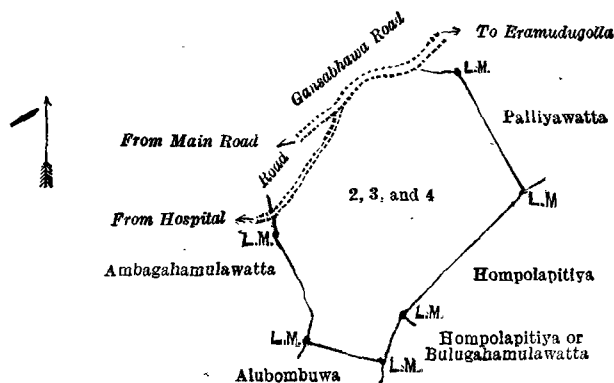 To Eramudugolla
Gansabhawa Road
L.M.
Palliyawatta
From Main Road
Road
2, 3, and 4
L.M
From Hospital
L.M.
Ambagahamulawatta
Hompolapitiya
L.M.
L.M.
Hompolapitiya or
Bulugahamulawatta
L.M.
Alubombuwa